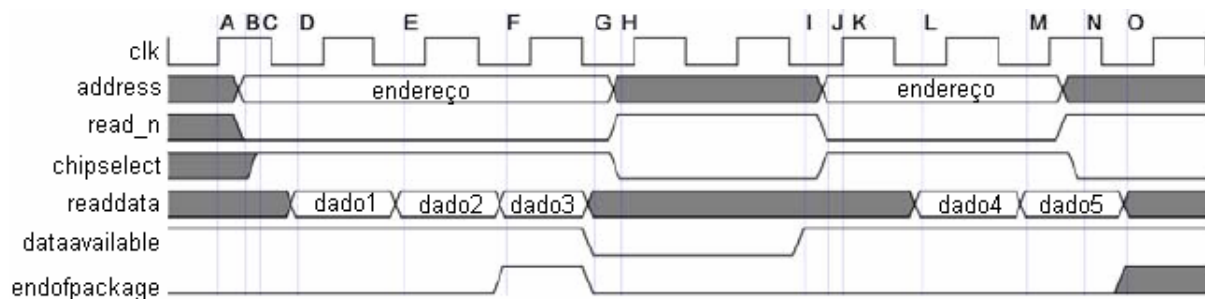 A B C D E F G H I J K L M N O
clk
address endereço endereço
read_n
chipselect
readdata dado1 dado2 dado3 dado4 dado5
dataavailable
endofpackage